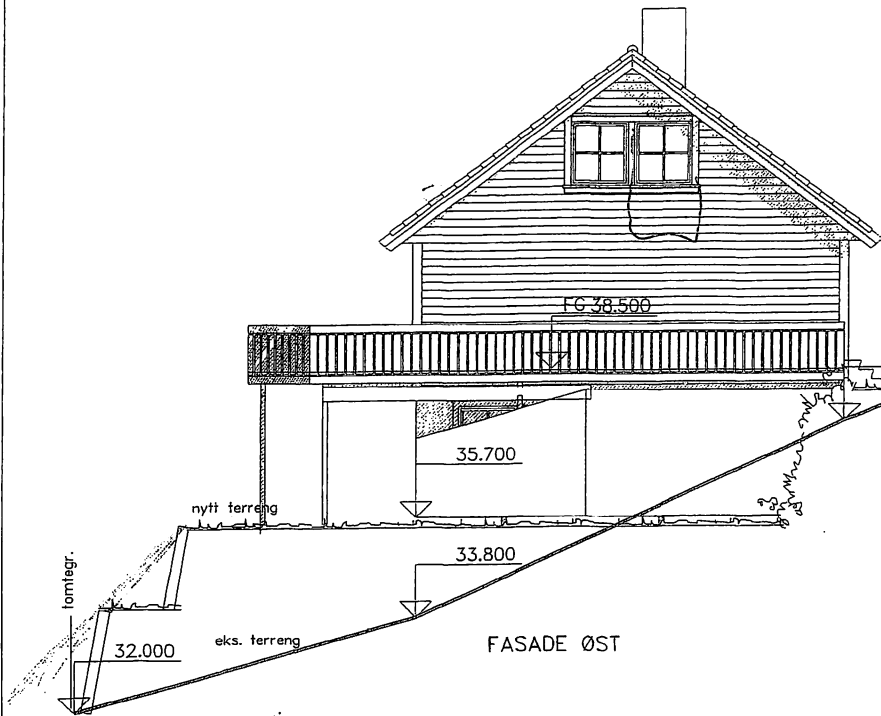 FG 38.500
35.700
nytt terreng
33.800
tomtegr.
eks. terreng
32.000
FASADE ØST